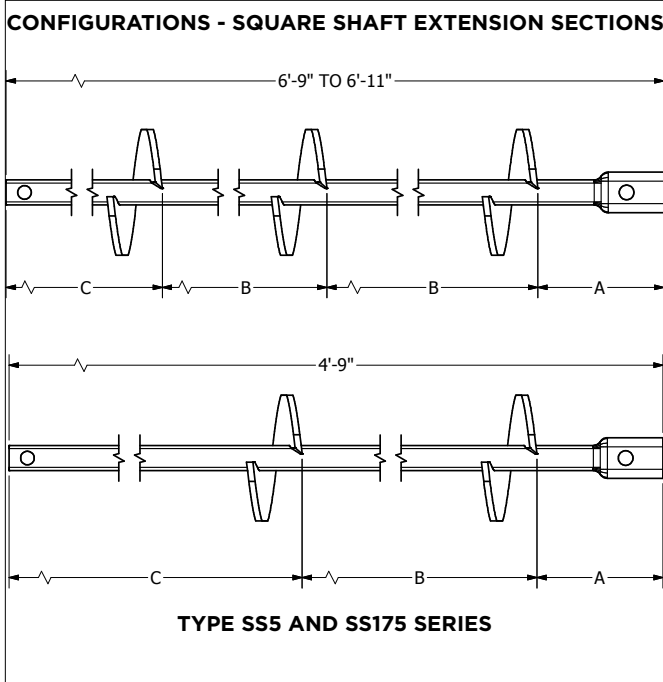 CONFIGURATIONS - SQUARE SHAFT EXTENSION SECTIONS
6'-9" TO 6'-11"
C B B A
4'-9"
C B A
TYPE SS5 AND SS175 SERIES